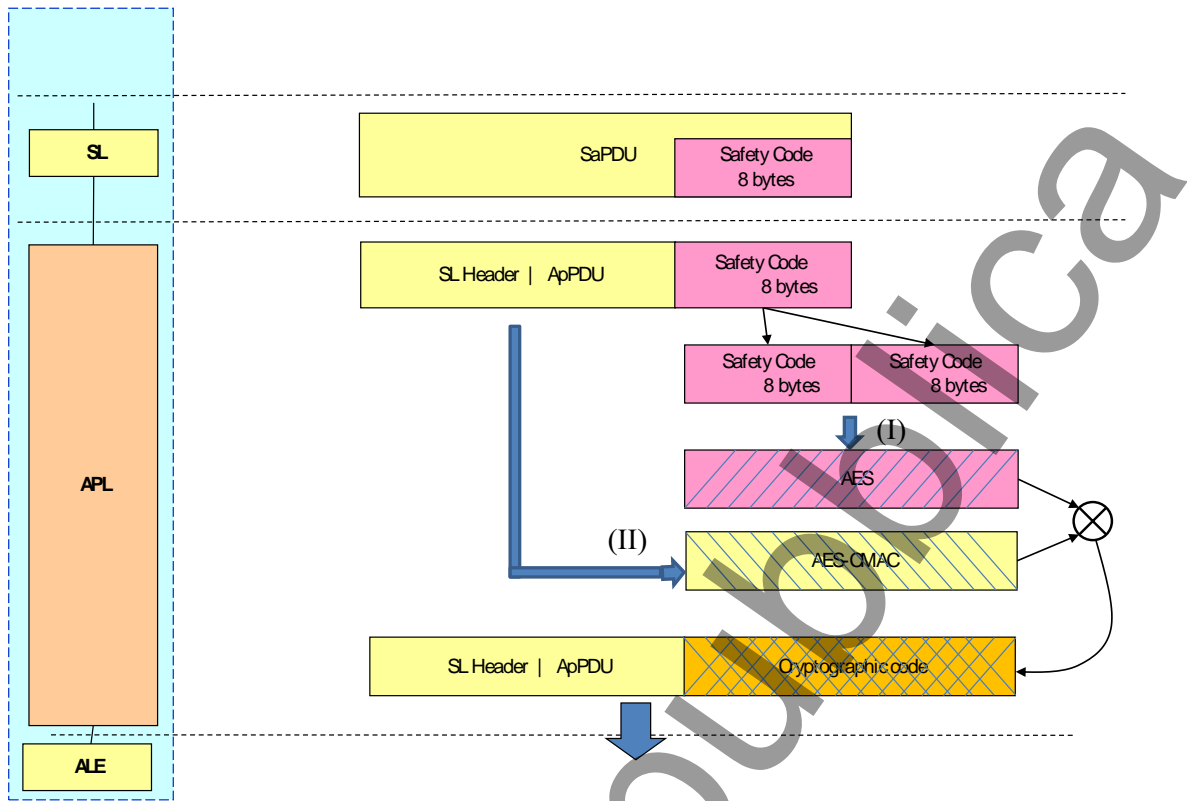 SL
SaPDU
Safety Code
8 bytes
SL Header | ApPDU
Safety Code
8 bytes
Safety Code
8 bytes
Safety Code
8 bytes
(I)
APL
AES
(II)
AES-CMAC
SL Header | ApPDU
Cryptographic code
ALE
pubblica